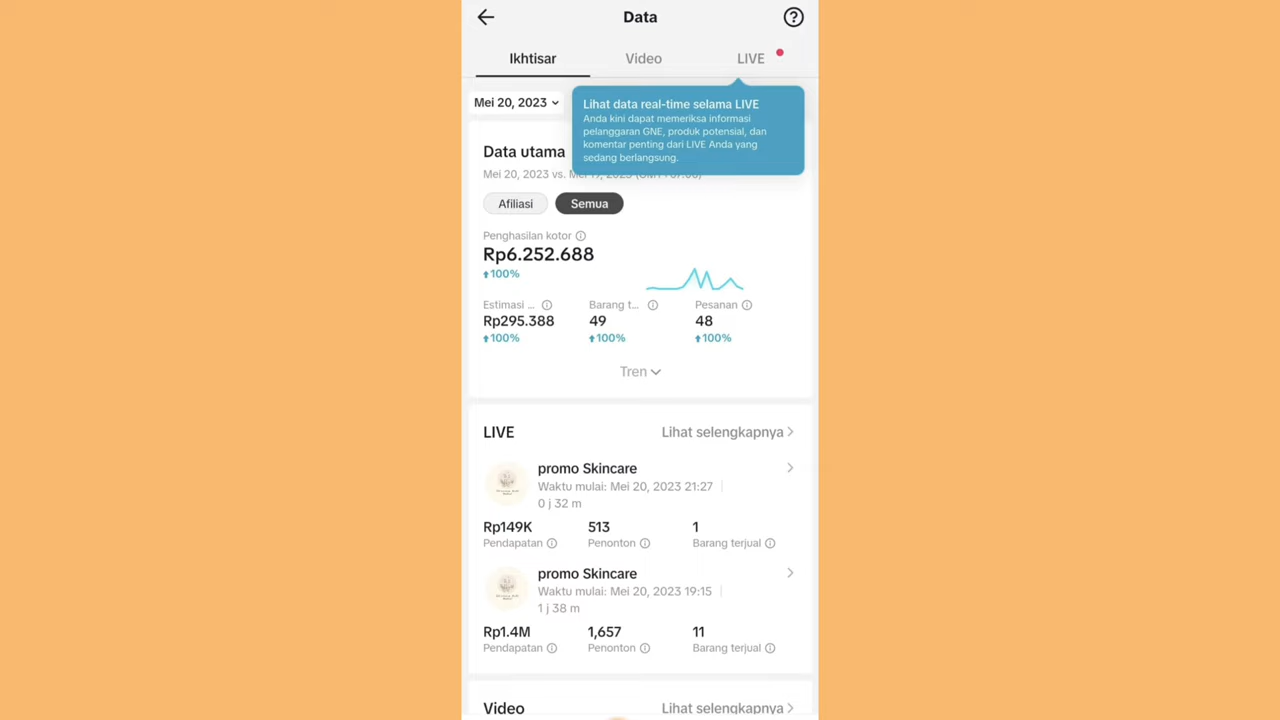 Data
Ikhtisar Video LIVE
Mei 20, 2023
Lihat data real-time selama LIVE
Anda kini dapat memeriksa informasi
pelanggaran GNE, produk potensial, dan
komentar penting dari LIVE Anda yang
sedang berlangsung.
Data utama
Mei 20, 2023 vs.
Afiliasi Semua
Penghasilan kotor
Rp6.252.688
100%
Estimasi ... Barang t... Pesanan
Rp295.388 49 48
100% 100% 100%
Tren
LIVE Lihat selengkapnya
promo Skincare
Waktu mulai: Mei 20, 2023 21:27
0 j 32 m
Rp149K 513 1
Pendapatan Penonton Barang terjual
promo Skincare
Waktu mulai: Mei 20, 2023 19:15
1 j 38 m
Rp1.4M 1,657 11
Pendapatan Penonton Barang terjual
Video Lihat selengkapnya